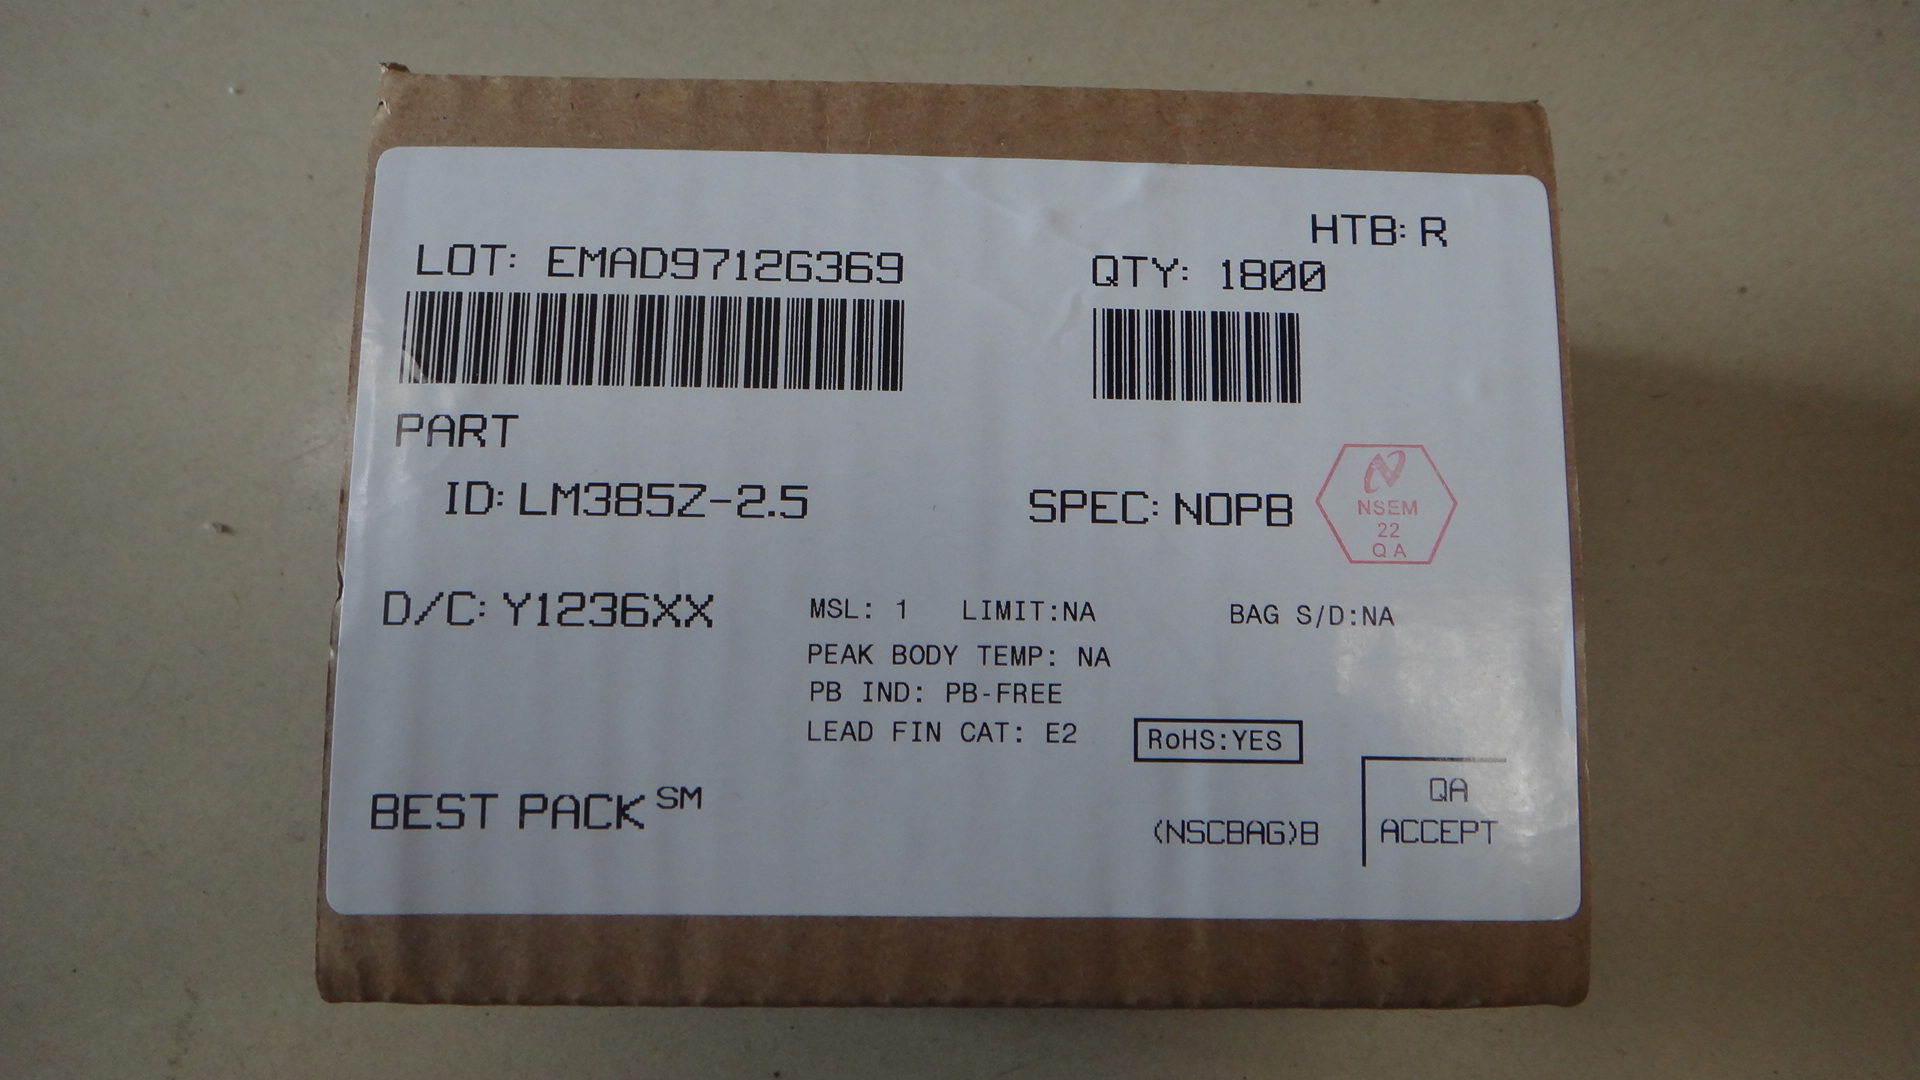 HTB: R
LOT: EMAD97126369
QTY: 1800
PART
ID: LM385Z-2.5
SPEC: NOPB
NSEM
22
QA
D/C: Y1236XX
MSL: 1 LIMIT:NA BAG S/D:NA
PEAK BODY TEMP: NA
PB IND: PB-FREE
LEAD FIN CAT: E2
RoHS:YES
BEST PACK SM
(NSCBAG)B
QA
ACCEPT